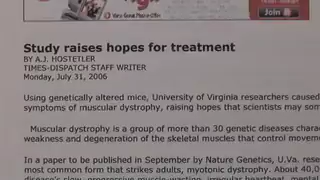 Join
Study raises hopes for treatment
BY A.J. HOSTETLER
TIMES-DISPATCH STAFF WRITER
Monday, July 31, 2006
Using genetically altered mice, University of Virginia researchers caused
symptoms of muscular dystrophy, raising hopes that scientists may som
Muscular dystrophy is a group of more than 30 genetic diseases charac
weakness and degeneration of the skeletal muscles that control movem
In a paper to be published in September by Nature Genetics, U.Va. rese
most common form that strikes adults, myotonic dystrophy. About 40,0